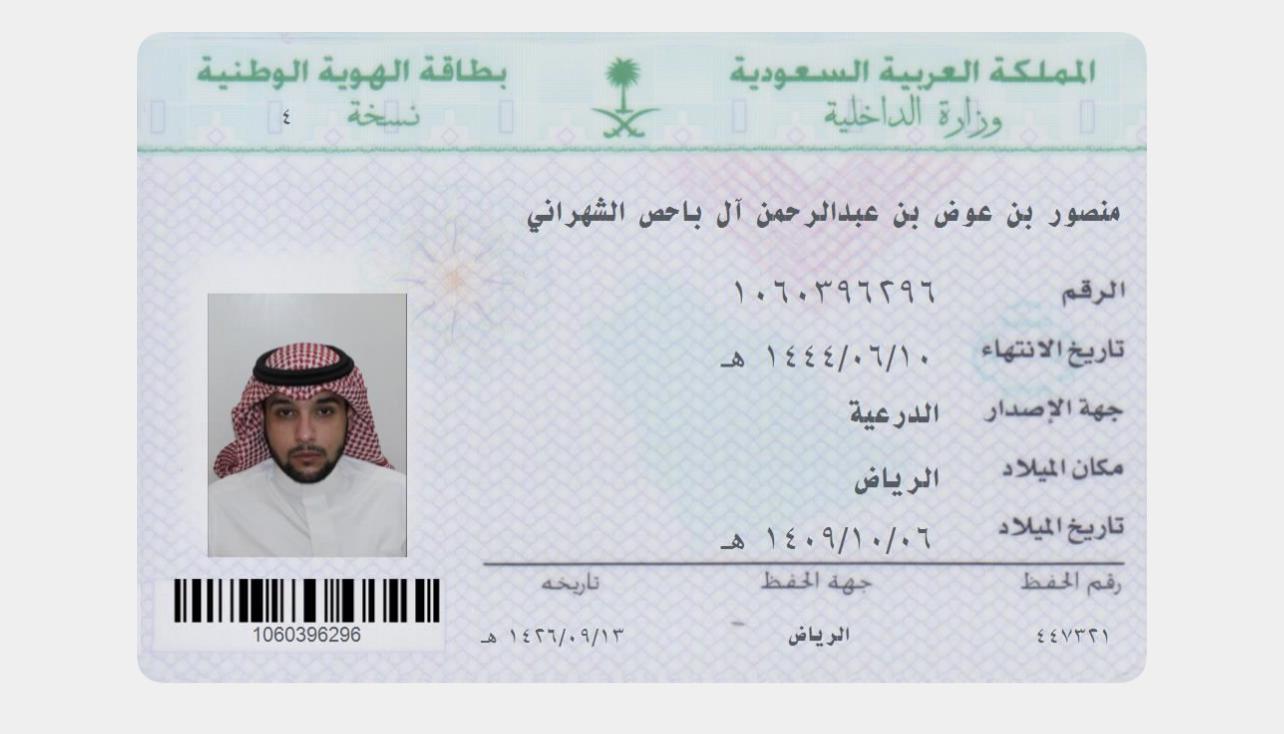 المملكة العربية السعودية
وزارة الداخلية
بطاقة الهوية الوطنية
نسخة ٤
منصور بن عوض بن عبدالرحمن آل باحص الشهراني
الرقم ١٠٦٠٣٩٦٢٩٦
تاريخ الانتهاء ١٤٤٤/٠٦/١٠ هـ
جهة الإصدار الدرعية
مكان الميلاد الرياض
تاريخ الميلاد ١٤٠٩/١٠/٠٦ هـ
رقم الحفظ جهة الحفظ تاريخه
٤٤٧٣٢١ الرياض ١٤٢٦/٠٩/١٣ هـ
1060396296